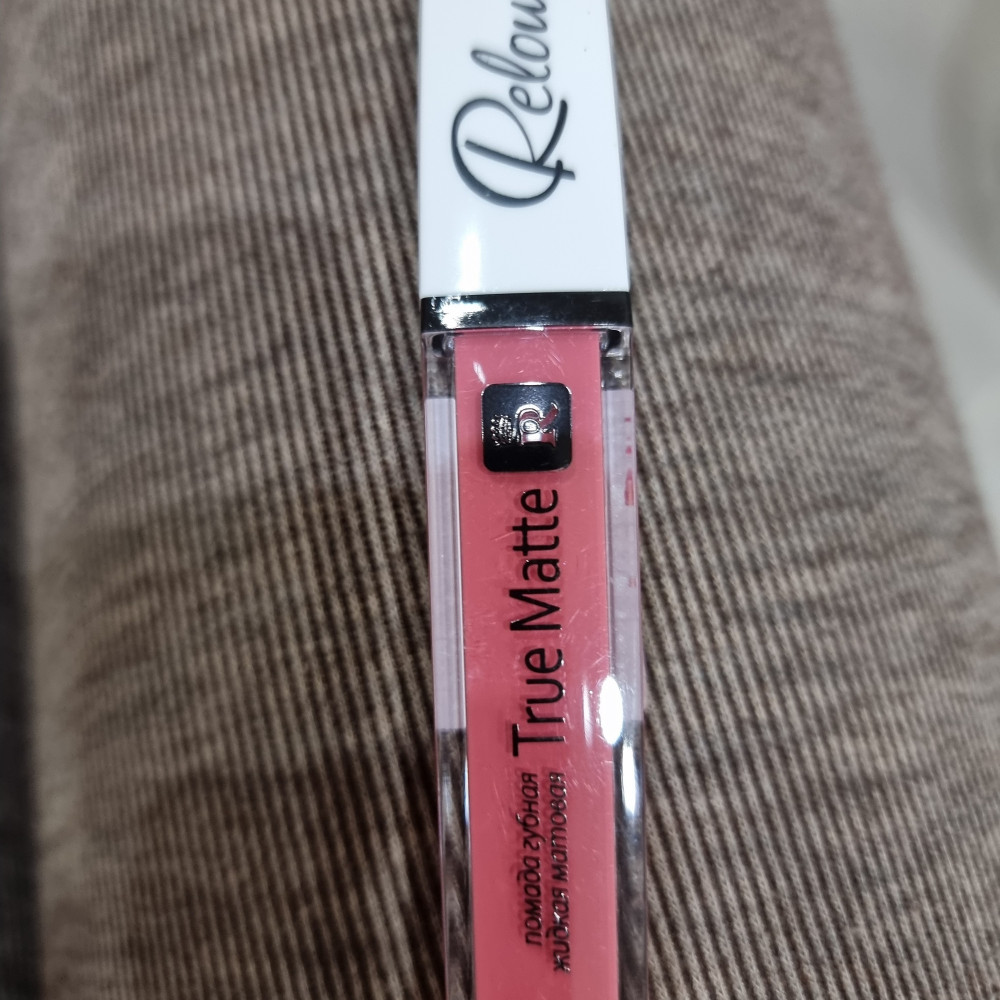 Relou
R
True Matte
помада губная
жидкая матовая